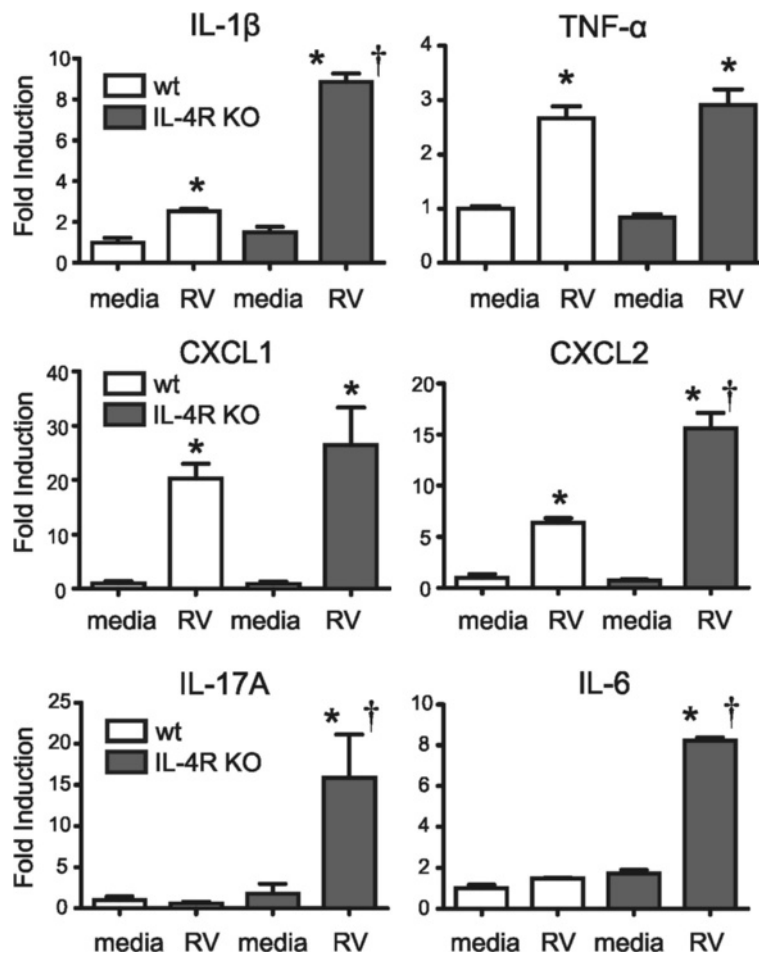 IL-1β
Fold Induction
10
8
6
4
2
0
wt
IL-4R KO
*
* †
media RV media RV
TNF-α
4
3
2
1
0
*
*
media RV media RV
CXCL1
Fold Induction
40
30
20
10
0
wt
IL-4R KO
*
*
media RV media RV
CXCL2
20
15
10
5
0
*
* †
media RV media RV
IL-17A
Fold Induction
25
20
15
10
5
0
wt
IL-4R KO
* †
media RV media RV
IL-6
10
8
6
4
2
0
* †
media RV media RV